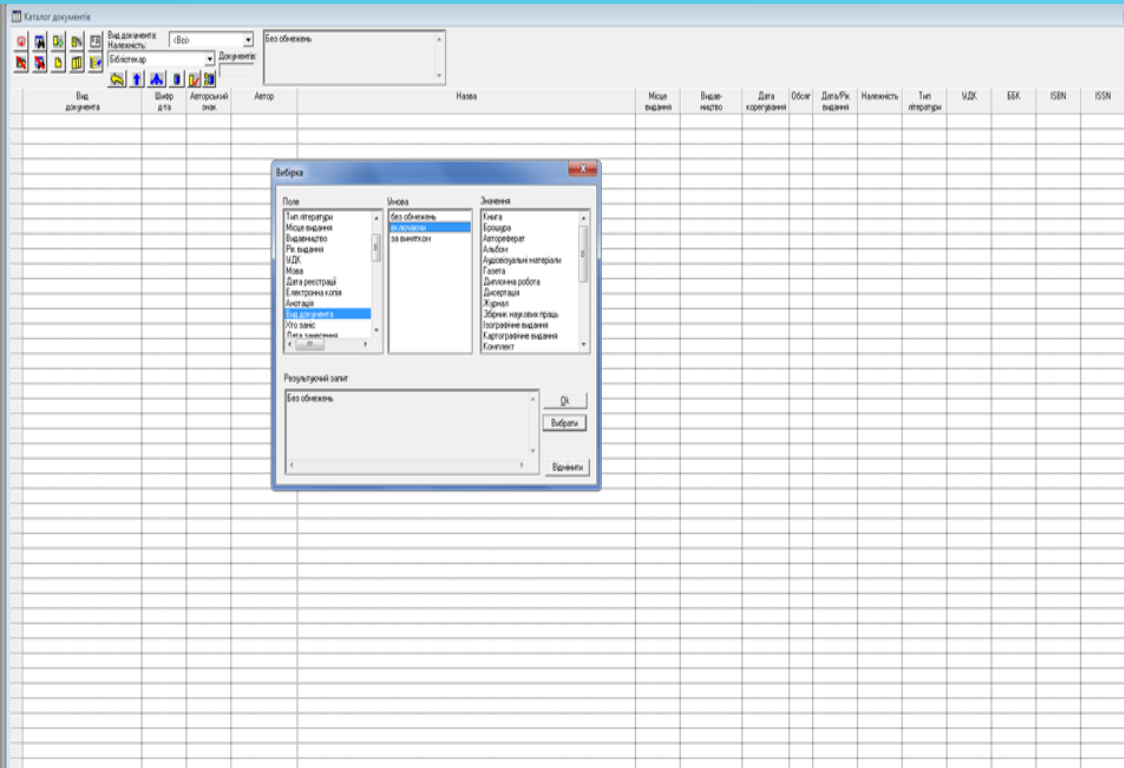 Каталог документів
Вид документа: <Всі>
Належність:
Бібліотекар
Документів:
Без обмежень
Вид документа
Шифр д-та
Авторський знак
Автор
Назва
Місце видання
Видав-ництво
Дата корегування
Обсяг
Дата/Рік видання
Належність
Тип літератури
УДК
ББК
ISBN
ISSN
Вибірка
Поле
Тип літератури
Місце видання
Видавництво
Рік видання
УДК
Мова
Дата реєстрації
Електронна копія
Анотація
Вид документа
Хто заніс
Дата занесення
Умова
без обмежень
включаючи
за винятком
Значення
Книга
Брошура
Автореферат
Альбом
Аудіовізуальні матеріали
Газета
Дипломна робота
Дисертація
Журнал
Збірник наукових праць
Ізографічне видання
Картографічне видання
Комплект
Результуючий запит
Без обмежень
Ok
Вибрати
Відмінити